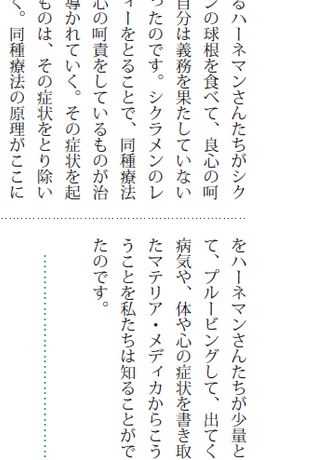 るハーネマンさんたちがシク
ンの球根を食べて、良心の呵
自分は義務を果たしていない
ったのです。シクラメンのレ
ィーをとることで、同種療法
心の呵責をしているものが治
導かれていく。その症状を起
ものは、その症状をとり除い
く。同種療法の原理がここに
をハーネマンさんたちが少量と
て、プルービングして、出てく
病気や、体や心の症状を書き取
たマテリア・メディカからこう
うことを私たちは知ることがで
たのです。